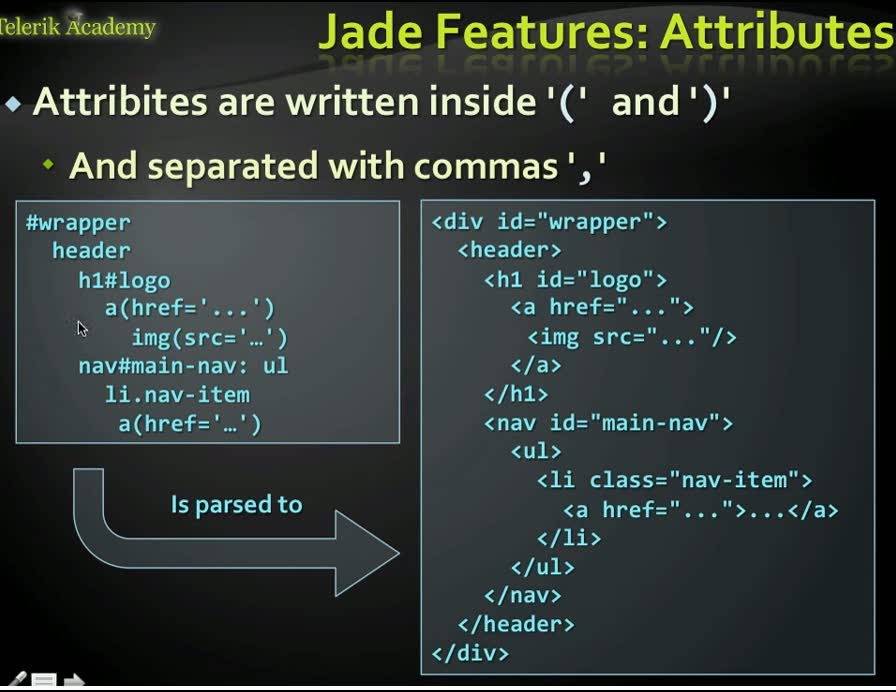 Telerik Academy
Jade Features: Attributes
Attribites are written inside '(' and ')'
And separated with commas ','
#wrapper
  header
    h1#logo
      a(href='...')
        img(src='…')
    nav#main-nav: ul
      li.nav-item
       a(href='…')
Is parsed to
<div id="wrapper">
  <header>
    <h1 id="logo">
      <a href="...">
       <img src="..."/>
      </a>
    </h1>
    <nav id="main-nav">
      <ul>
        <li class="nav-item">
          <a href="...">...</a>
        </li>
      </ul>
    </nav>
  </header>
</div>